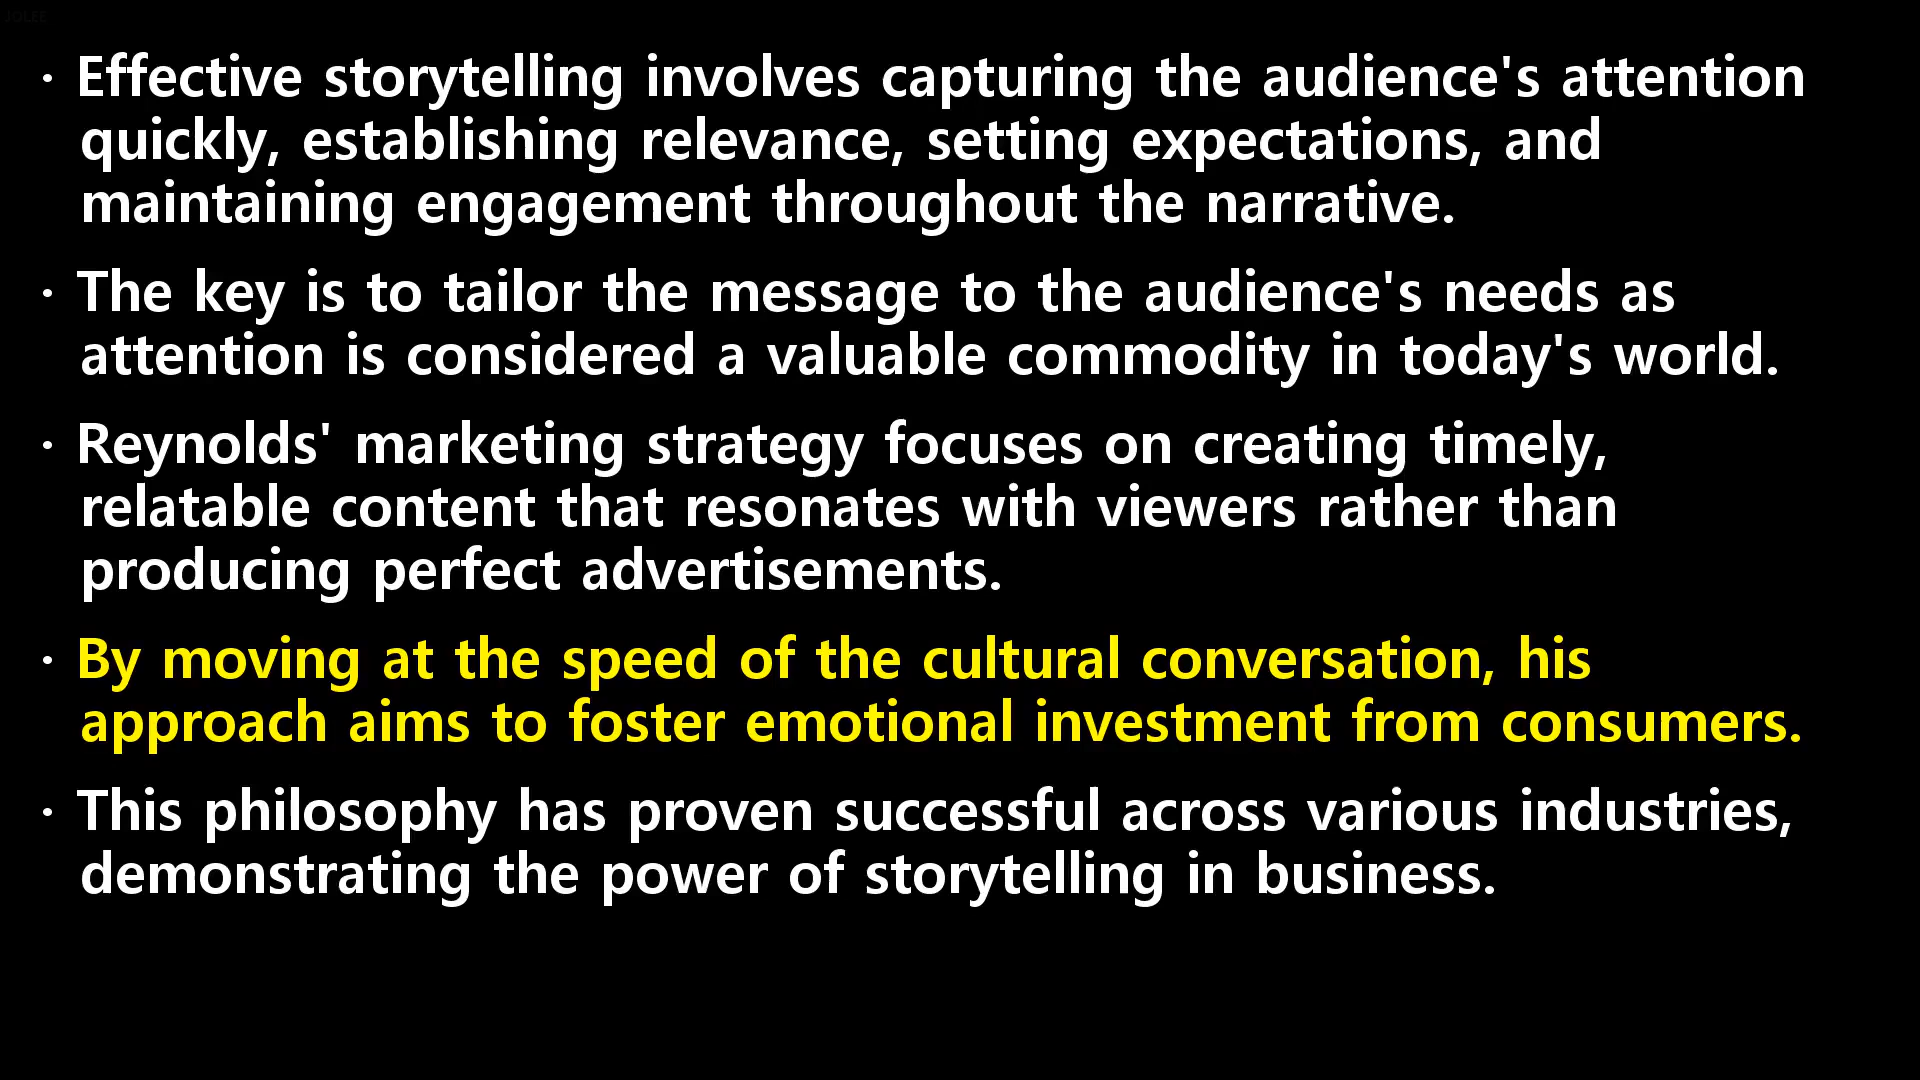 JOLEE
· Effective storytelling involves capturing the audience's attention
quickly, establishing relevance, setting expectations, and
maintaining engagement throughout the narrative.
· The key is to tailor the message to the audience's needs as
attention is considered a valuable commodity in today's world.
· Reynolds' marketing strategy focuses on creating timely,
relatable content that resonates with viewers rather than
producing perfect advertisements.
· By moving at the speed of the cultural conversation, his
approach aims to foster emotional investment from consumers.
· This philosophy has proven successful across various industries,
demonstrating the power of storytelling in business.